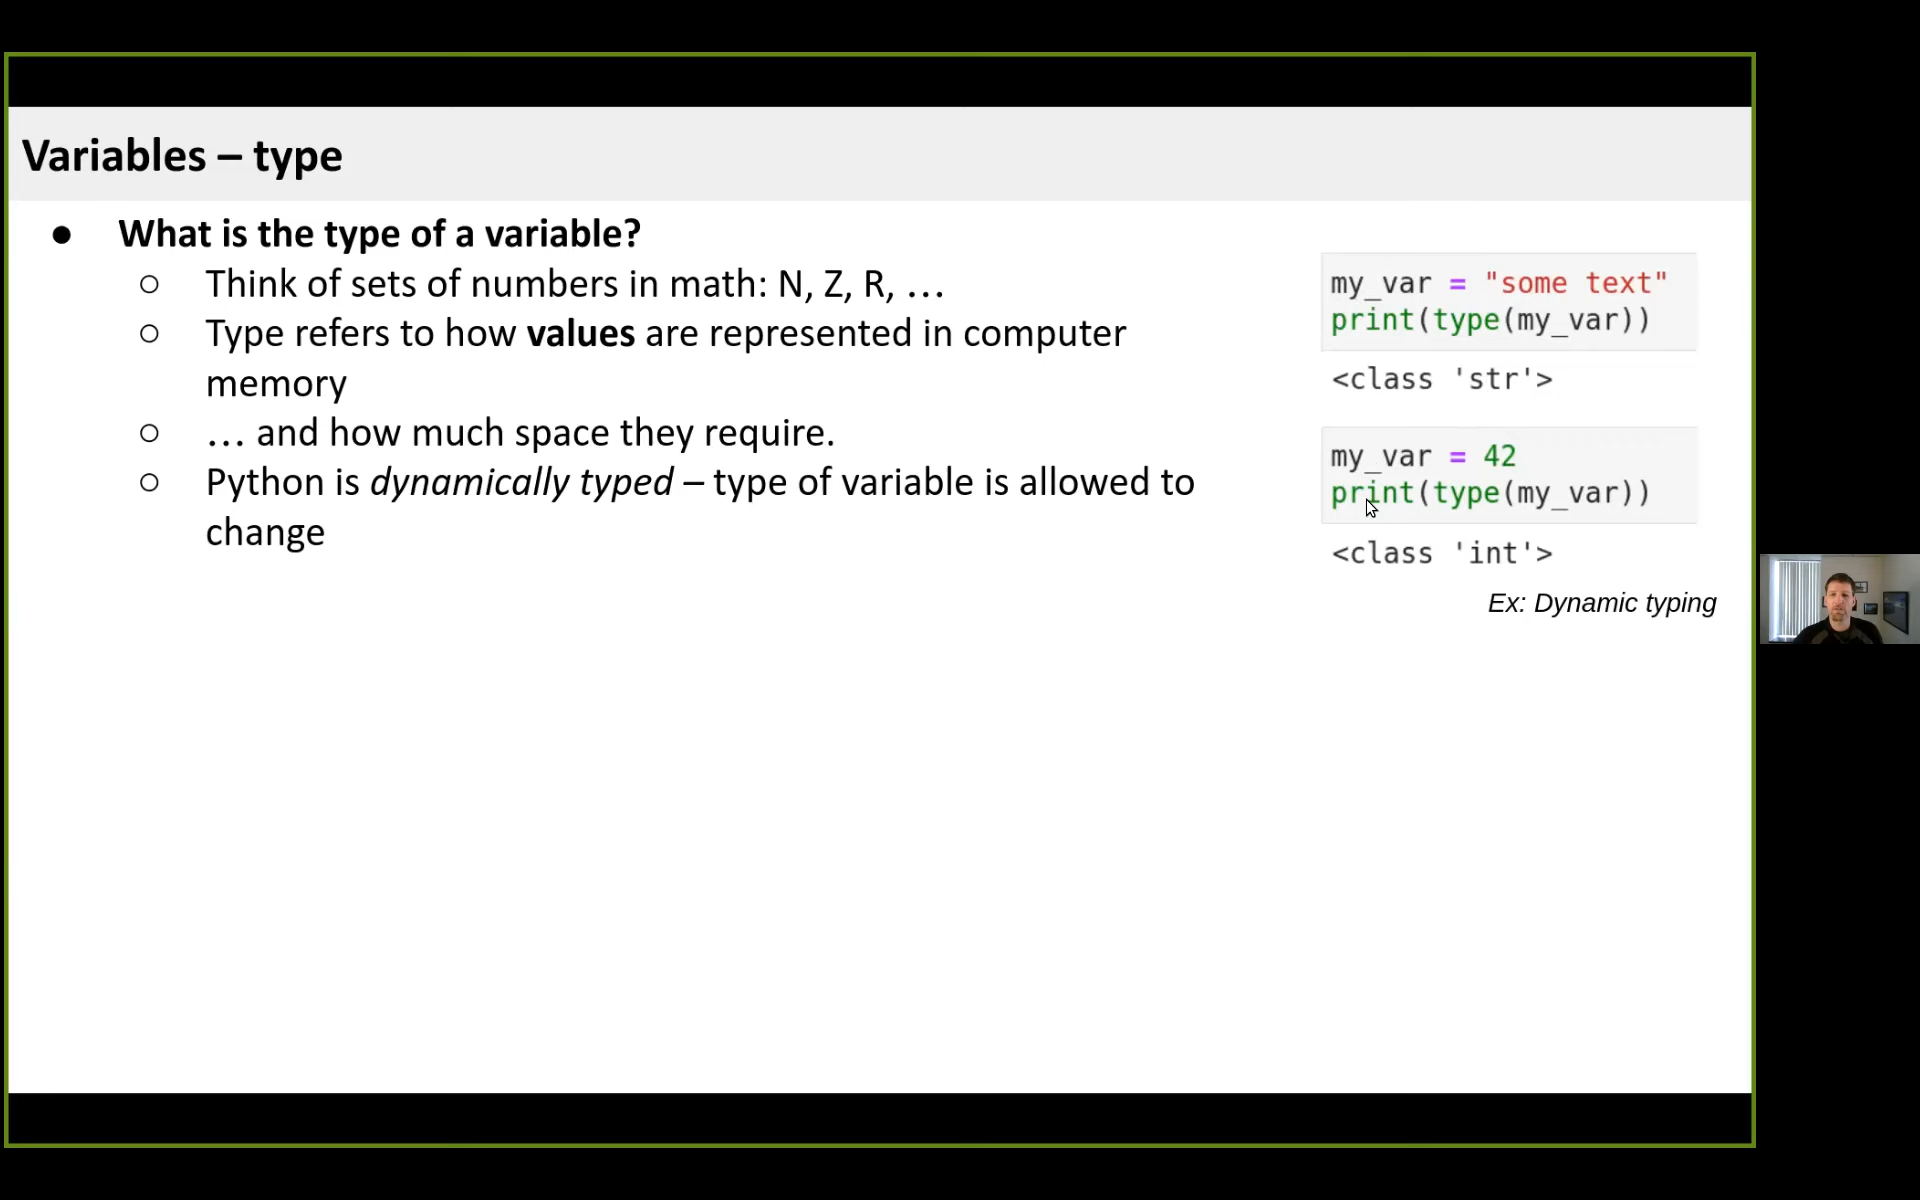 Variables – type
● What is the type of a variable?
○ Think of sets of numbers in math: N, Z, R, …
○ Type refers to how values are represented in computer
memory
○ … and how much space they require.
○ Python is dynamically typed – type of variable is allowed to
change
my_var = "some text"
print(type(my_var))
<class 'str'>
my_var = 42
print(type(my_var))
<class 'int'>
Ex: Dynamic typing